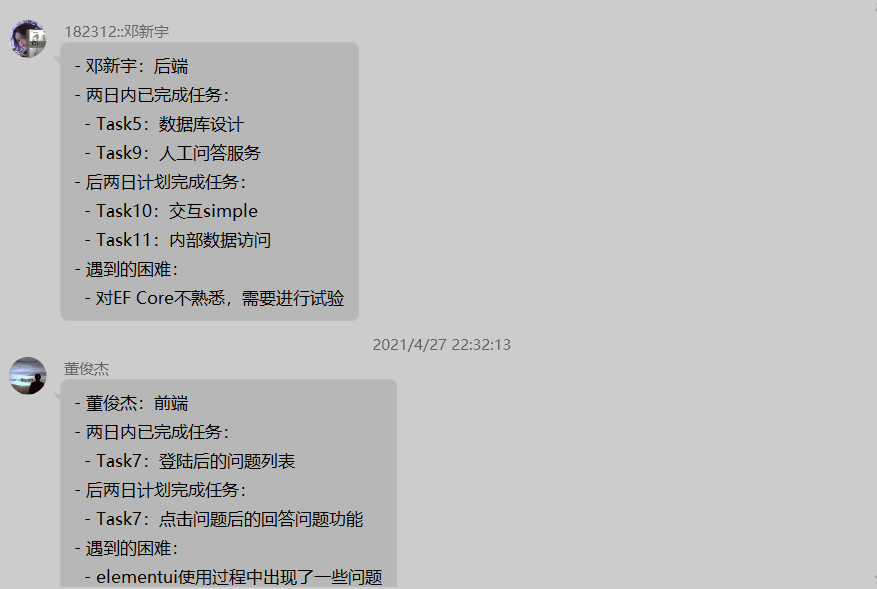 182312::邓新宇
- 邓新宇：后端
- 两日内已完成任务：
- Task5：数据库设计
- Task9：人工问答服务
- 后两日计划完成任务：
- Task10：交互simple
- Task11：内部数据访问
- 遇到的困难：
- 对EF Core不熟悉，需要进行试验
2021/4/27 22:32:13
董俊杰
- 董俊杰：前端
- 两日内已完成任务：
- Task7：登陆后的问题列表
- 后两日计划完成任务：
- Task7：点击问题后的回答问题功能
- 遇到的困难：
- elementui使用过程中出现了一些问题